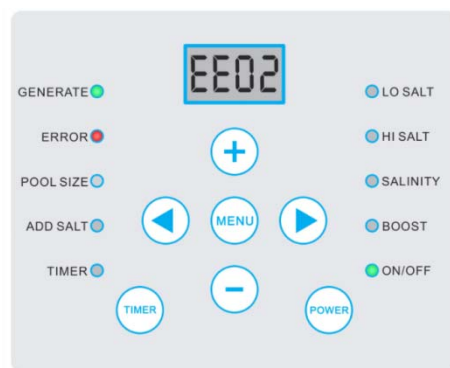 EE02
GENERATE
LO SALT
ERROR
HI SALT
POOL SIZE
SALINITY
MENU
ADD SALT
BOOST
TIMER
ON/OFF
TIMER
POWER